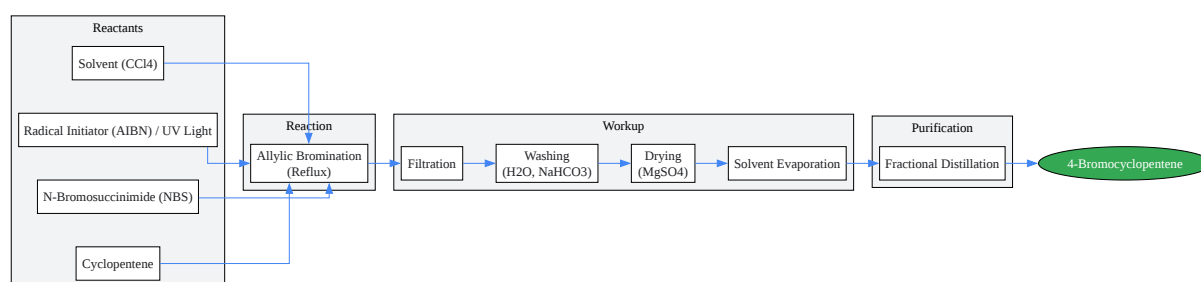 Reactants
Solvent (CCl4)
Radical Initiator (AIBN) / UV Light
N-Bromosuccinimide (NBS)
Cyclopentene
Reaction
Allylic Bromination
(Reflux)
Workup
Filtration
Washing
(H2O, NaHCO3)
Drying
(MgSO4)
Solvent Evaporation
Purification
Fractional Distillation
4-Bromocyclopentene